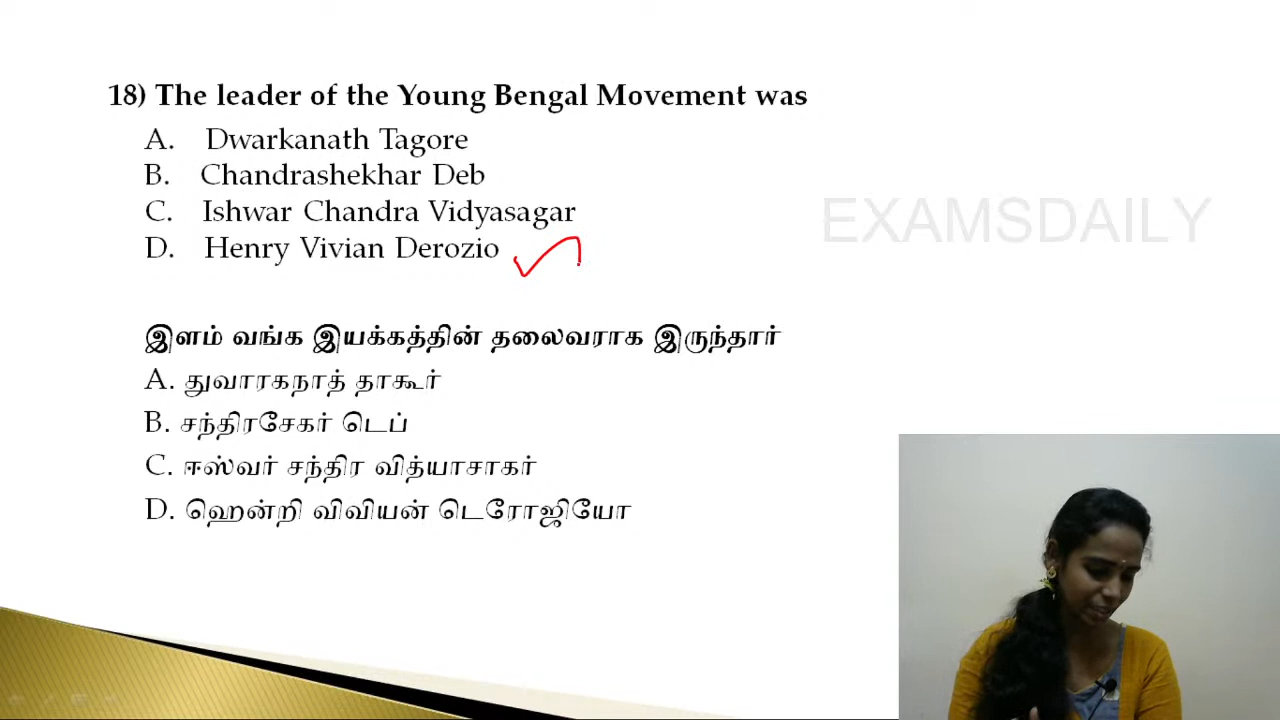 18) The leader of the Young Bengal Movement was
A. Dwarkanath Tagore
B. Chandrashekhar Deb
C. Ishwar Chandra Vidyasagar
D. Henry Vivian Derozio
EXAMSDAILY
இளம் வங்க இயக்கத்தின் தலைவராக இருந்தார்
A. துவாரகநாத் தாகூர்
B. சந்திரசேகர் டெப்
C. ஈஸ்வர் சந்திர வித்யாசாகர்
D. ஹென்றி விவியன் டெரோஜியோ